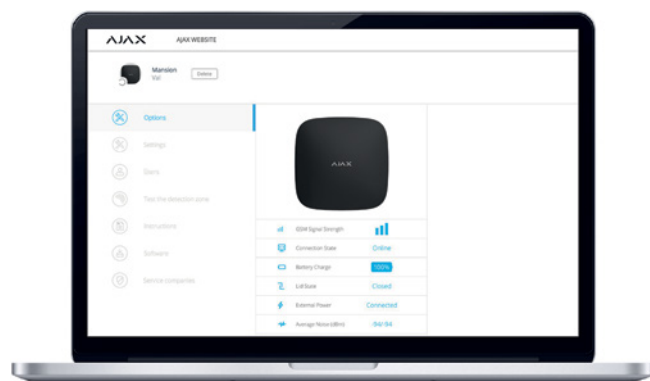 AJAX AJAX WEBSITE
Mansion
Val
Delete
Options
Settings
Users
Test the detection zone
Instructions
Software
Service companies
AJAX
GSM Signal Strength
Connection State Online
Battery Charge 100%
Lid State Closed
External Power Connected
Average Noise (dBm) -94/-94